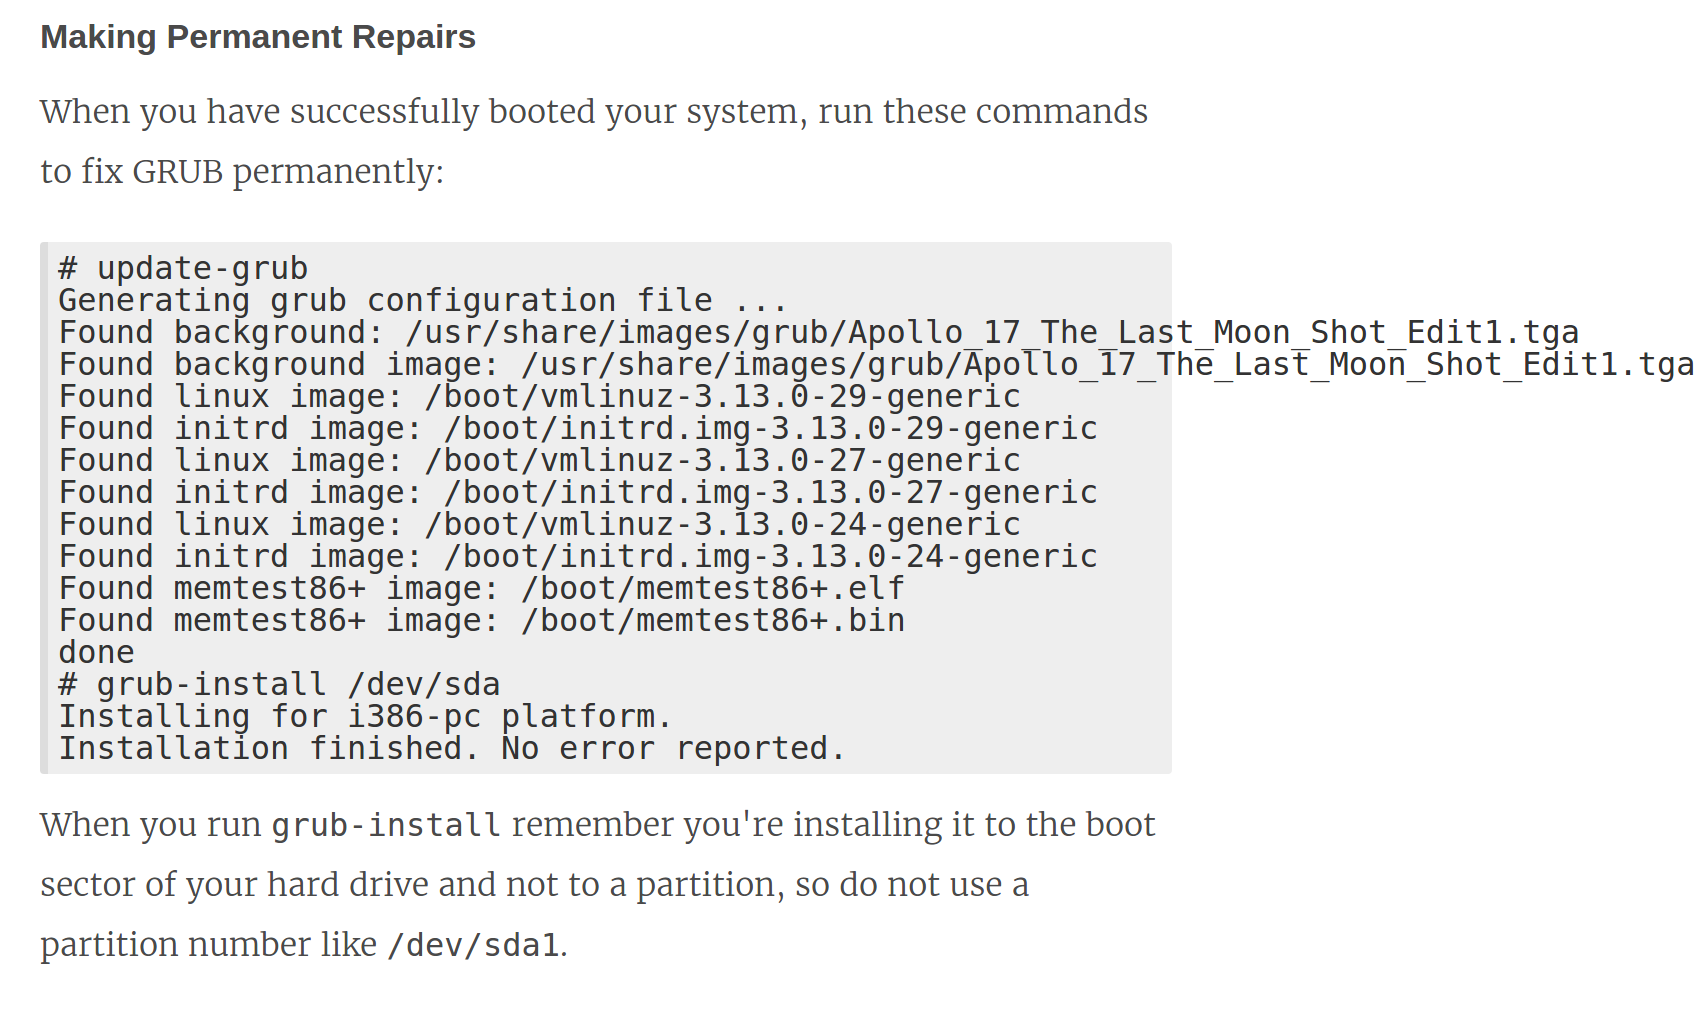 Making Permanent Repairs
When you have successfully booted your system, run these commands
to fix GRUB permanently:
# update-grub
Generating grub configuration file ...
Found background: /usr/share/images/grub/Apollo_17_The_Last_Moon_Shot_Edit1.tga
Found background image: /usr/share/images/grub/Apollo_17_The_Last_Moon_Shot_Edit1.tga
Found linux image: /boot/vmlinuz-3.13.0-29-generic
Found initrd image: /boot/initrd.img-3.13.0-29-generic
Found linux image: /boot/vmlinuz-3.13.0-27-generic
Found initrd image: /boot/initrd.img-3.13.0-27-generic
Found linux image: /boot/vmlinuz-3.13.0-24-generic
Found initrd image: /boot/initrd.img-3.13.0-24-generic
Found memtest86+ image: /boot/memtest86+.elf
Found memtest86+ image: /boot/memtest86+.bin
done
# grub-install /dev/sda
Installing for i386-pc platform.
Installation finished. No error reported.
When you run grub-install remember you're installing it to the boot
sector of your hard drive and not to a partition, so do not use a
partition number like /dev/sda1.